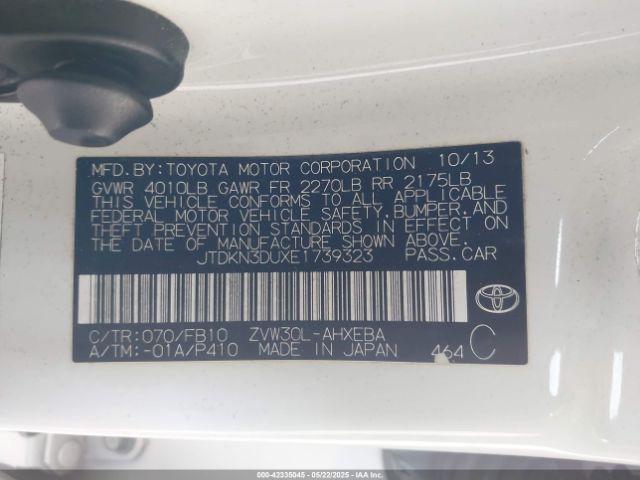 MFD.BY:TOYOTA MOTOR CORPORATION 10/13
GVWR 4010LB GAWR FR 2270LB RR 2175LB
THIS VEHICLE CONFORMS TO ALL APPLICABLE
FEDERAL MOTOR VEHICLE SAFETY, BUMPER, AND
THEFT PREVENTION STANDARDS IN EFFECT ON
THE DATE OF MANUFACTURE SHOWN ABOVE.
JTDKN3DUXE1739323 PASS.CAR
C/TR:070/FB10 ZVW30L-AHXEBA
A/TM:-01A/P410 MADE IN JAPAN 464 C
TOYOTA
000-42335045 - 05/22/2025 - IAA Inc.